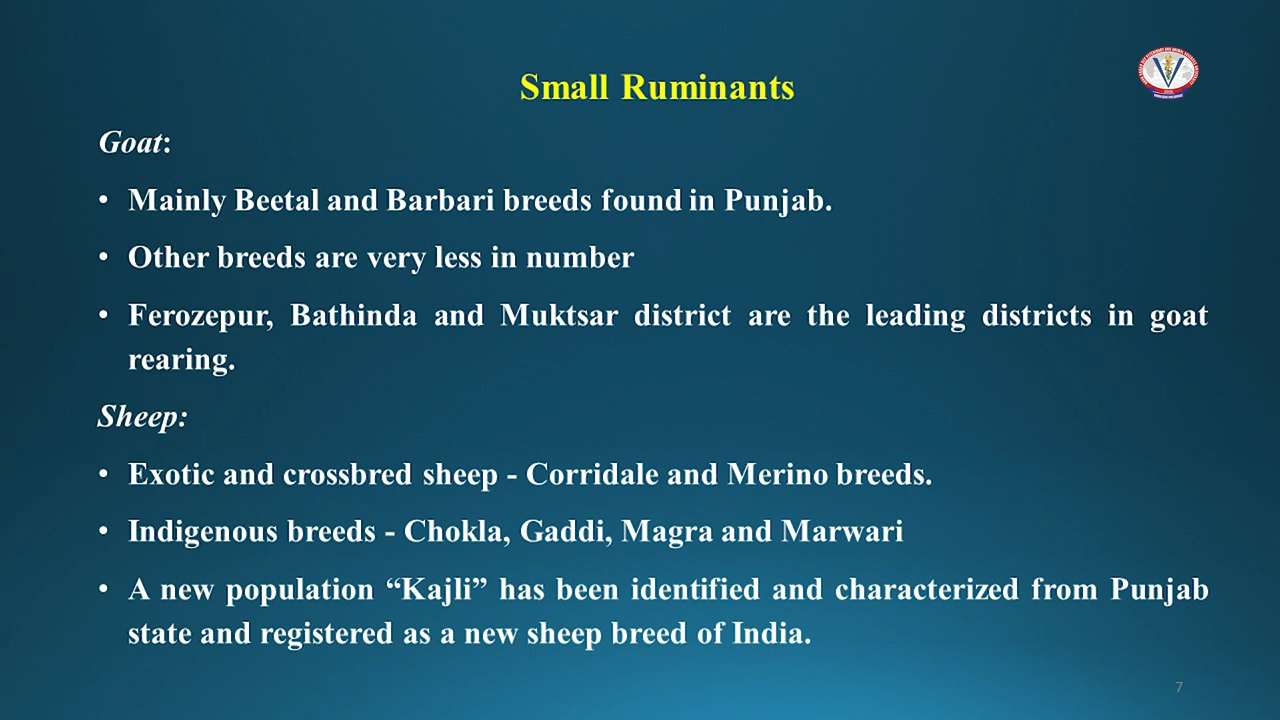 Small Ruminants
Goat:
• Mainly Beetal and Barbari breeds found in Punjab.
• Other breeds are very less in number
• Ferozepur, Bathinda and Muktsar district are the leading districts in goat
rearing.
Sheep:
• Exotic and crossbred sheep - Corridale and Merino breeds.
• Indigenous breeds - Chokla, Gaddi, Magra and Marwari
• A new population “Kajli” has been identified and characterized from Punjab
state and registered as a new sheep breed of India.
7